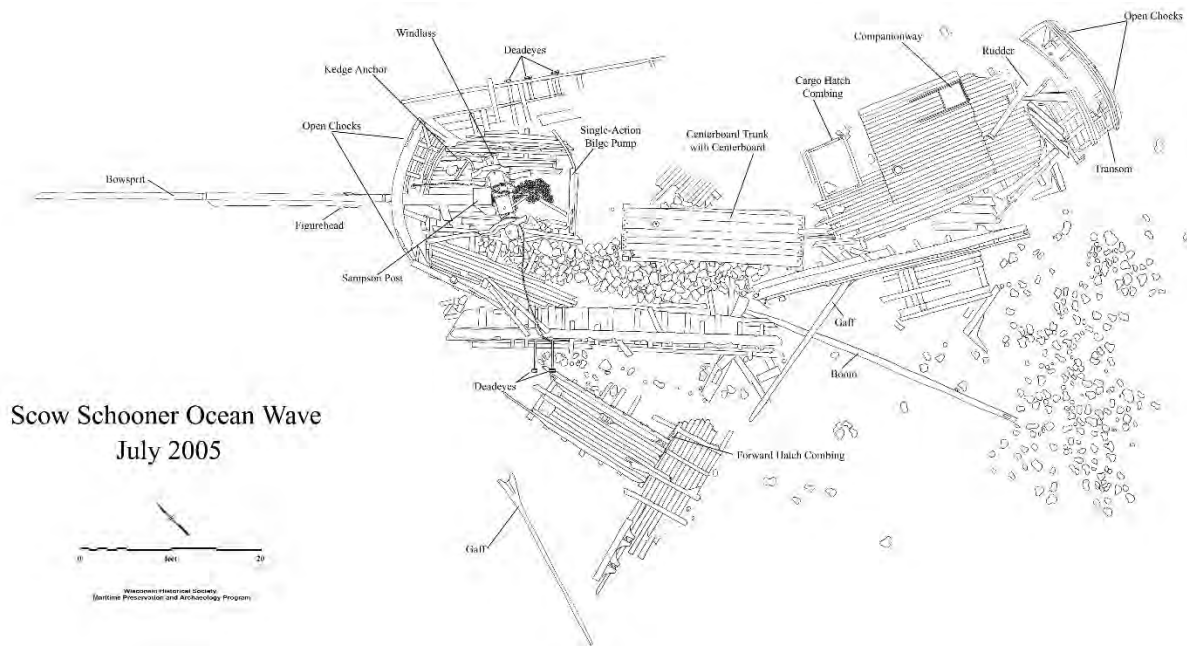 Windlass
Deadeyes
Kedge Anchor
Open Chocks
Single-Action
Bilge Pump
Bowsprit
Figurehead
Sampson Post
Centerboard Trunk
with Centerboard
Cargo Hatch
Combing
Companionway
Rudder
Open Chocks
Transom
Gaff
Boom
Deadeyes
Forward Hatch Combing
Gaff
Scow Schooner Ocean Wave
July 2005
0 feet 20
Wisconsin Historical Society
Maritime Preservation and Archaeology Program